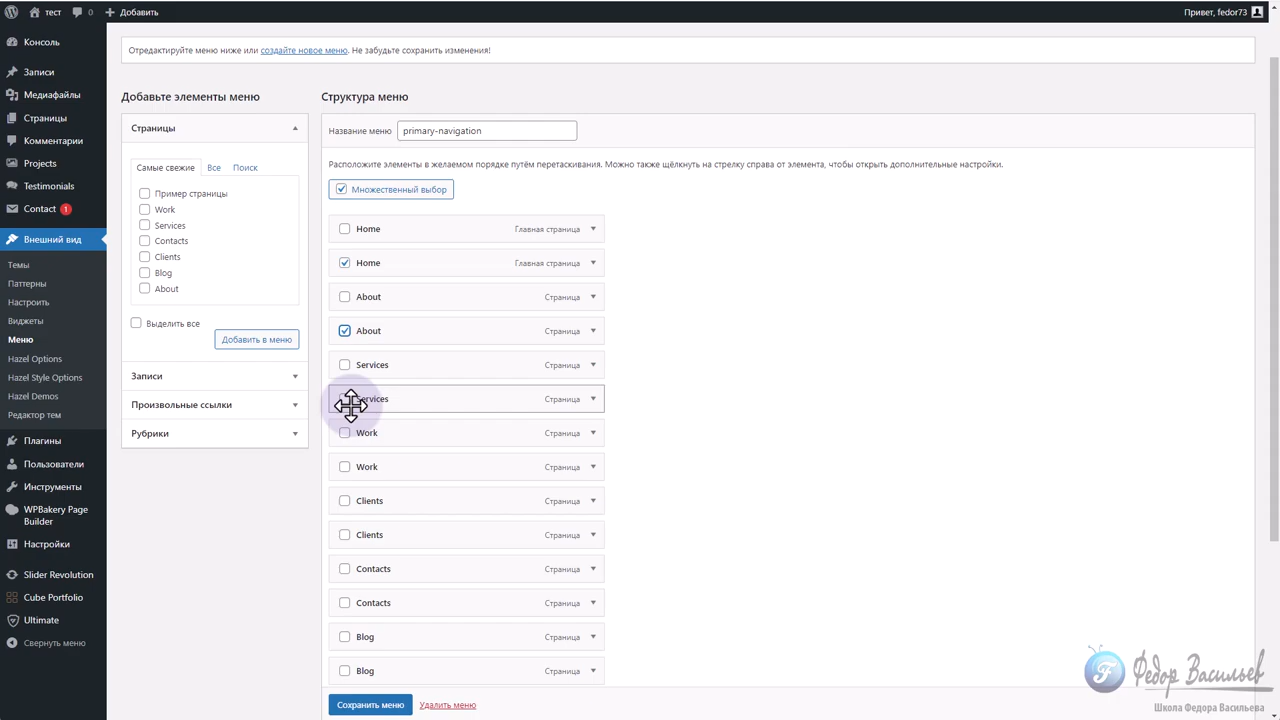 тест
0
Добавить
Привет, fedor73
Консоль
Записи
Медиафайлы
Страницы
Комментарии
Projects
Testimonials
Contact 1
Внешний вид
Темы
Паттерны
Настроить
Виджеты
Меню
Hazel Options
Hazel Style Options
Hazel Demos
Редактор тем
Плагины
Пользователи
Инструменты
WPBakery Page
Builder
Настройки
Slider Revolution
Cube Portfolio
Ultimate
Свернуть меню
Отредактируйте меню ниже или создайте новое меню. Не забудьте сохранить изменения!
Добавьте элементы меню
Страницы
Самые свежие Все Поиск
Пример страницы
Work
Services
Contacts
Clients
Blog
About
Выделить все
Добавить в меню
Записи
Произвольные ссылки
Рубрики
Структура меню
Название меню primary-navigation
Расположите элементы в желаемом порядке путём перетаскивания. Можно также щёлкнуть на стрелку справа от элемента, чтобы открыть дополнительные настройки.
Множественный выбор
Home Главная страница
Home Главная страница
About Страница
About Страница
Services Страница
Services Страница
Work Страница
Work Страница
Clients Страница
Clients Страница
Contacts Страница
Contacts Страница
Blog Страница
Blog Страница
Сохранить меню Удалить меню
Федор Васильев
Школа Федора Васильева